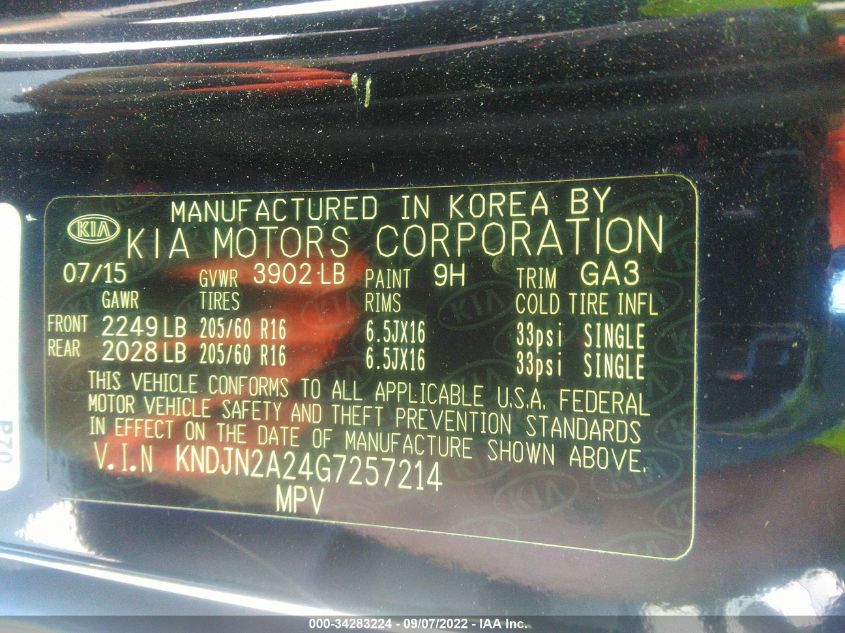 MANUFACTURED IN KOREA BY
KIA KIA MOTORS CORPORATION
07/15 GVWR 3902 LB PAINT 9H TRIM GA3
GAWR TIRES RIMS COLD TIRE INFL
FRONT 2249 LB 205/60 R16 6.5JX16 33psi SINGLE
REAR 2028 LB 205/60 R16 6.5JX16 33psi SINGLE
THIS VEHICLE CONFORMS TO ALL APPLICABLE U.S.A. FEDERAL
MOTOR VEHICLE SAFETY AND THEFT PREVENTION STANDARDS
IN EFFECT ON THE DATE OF MANUFACTURE SHOWN ABOVE.
V.I.N KNDJN2A24G7257214
MPV
000-34283224 - 09/07/2022 - IAA Inc.